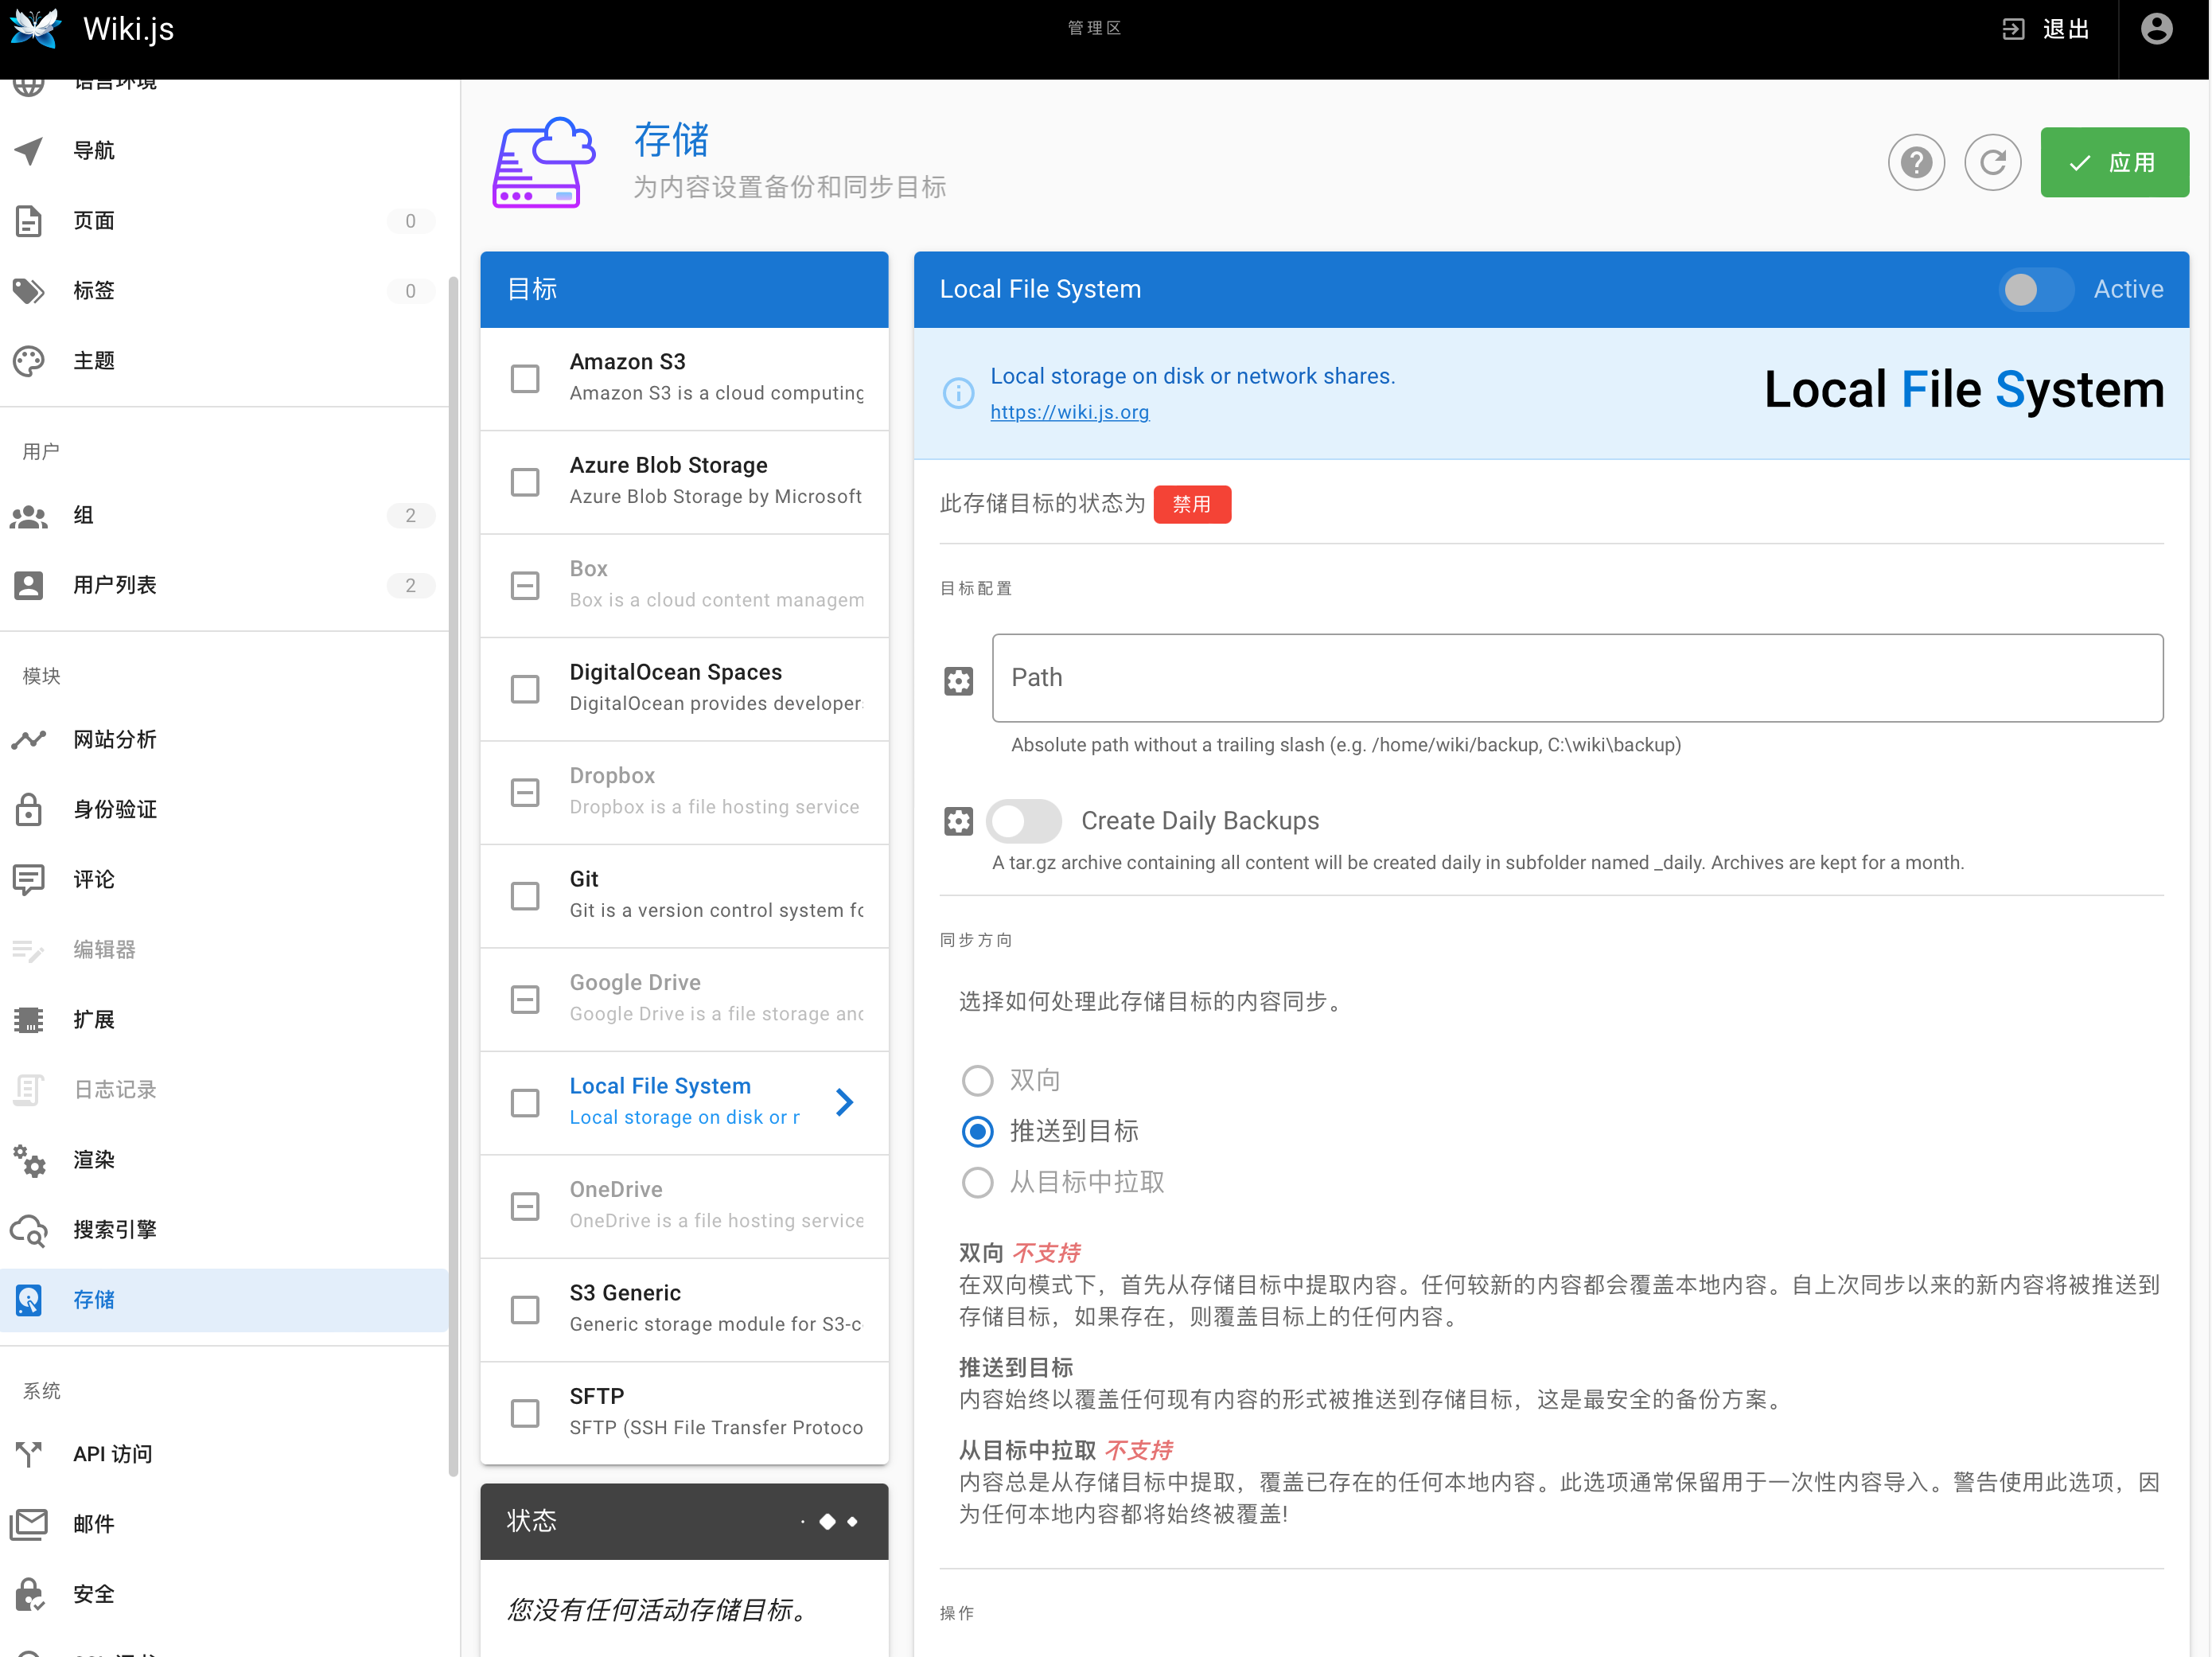 Wiki.js
管理区
退出
语言环境
导航
页面
0
标签
0
主题
用户
组
2
用户列表
2
模块
网站分析
身份验证
评论
编辑器
扩展
日志记录
渲染
搜索引擎
存储
系统
API 访问
邮件
安全
存储
为内容设置备份和同步目标
应用
目标
Amazon S3
Amazon S3 is a cloud computing
Azure Blob Storage
Azure Blob Storage by Microsoft
Box
Box is a cloud content managem
DigitalOcean Spaces
DigitalOcean provides developer
Dropbox
Dropbox is a file hosting service
Git
Git is a version control system fo
Google Drive
Google Drive is a file storage and
Local File System
Local storage on disk or
OneDrive
OneDrive is a file hosting service
S3 Generic
Generic storage module for S3-c
SFTP
SFTP (SSH File Transfer Protoco
状态
您没有任何活动存储目标。
Local File System
Active
Local storage on disk or network shares.
https://wiki.js.org
Local File System
此存储目标的状态为 禁用
目标配置
Path
Absolute path without a trailing slash (e.g. /home/wiki/backup, C:\wiki\backup)
Create Daily Backups
A tar.gz archive containing all content will be created daily in subfolder named _daily. Archives are kept for a month.
同步方向
选择如何处理此存储目标的内容同步。
双向
推送到目标
从目标中拉取
双向 不支持
在双向模式下，首先从存储目标中提取内容。任何较新的内容都会覆盖本地内容。自上次同步以来的新内容将被推送到
存储目标，如果存在，则覆盖目标上的任何内容。
推送到目标
内容始终以覆盖任何现有内容的形式被推送到存储目标，这是最安全的备份方案。
从目标中拉取 不支持
内容总是从存储目标中提取，覆盖已存在的任何本地内容。此选项通常保留用于一次性内容导入。警告使用此选项，因
为任何本地内容都将始终被覆盖!
操作